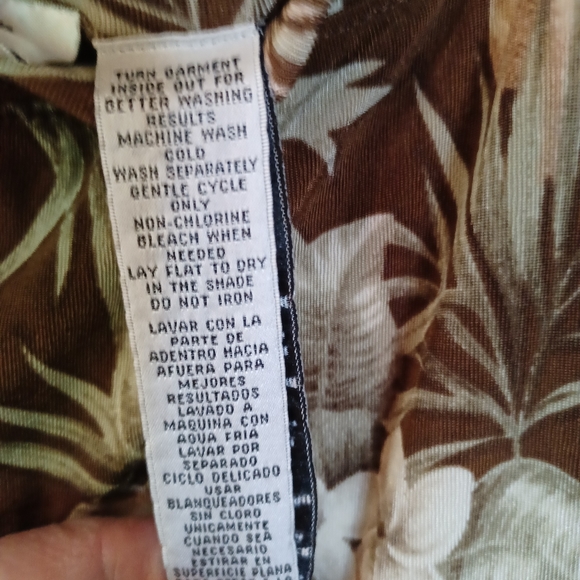 TURN GARMENT
INSIDE OUT FOR
BETTER WASHING
RESULTS
MACHINE WASH
COLD
WASH SEPARATELY
GENTLE CYCLE
ONLY
NON-CHLORINE
BLEACH WHEN
NEEDED
LAY FLAT TO DRY
IN THE SHADE
DO NOT IRON
LAVAR CON LA
PARTE DE
ADENTRO HACIA
AFUERA PARA
MEJORES
RESULTADOS
LAVADO A
MAQUINA CON
AGUA FRIA
LAVAR POR
SEPARADO
CICLO DELICADO
USAR
BLANQUEADORES
SIN CLORO
UNICAMENTE
CUANDO SEA
NECESARIO
ESTIRAR EN
SUPERFICIE PLANA